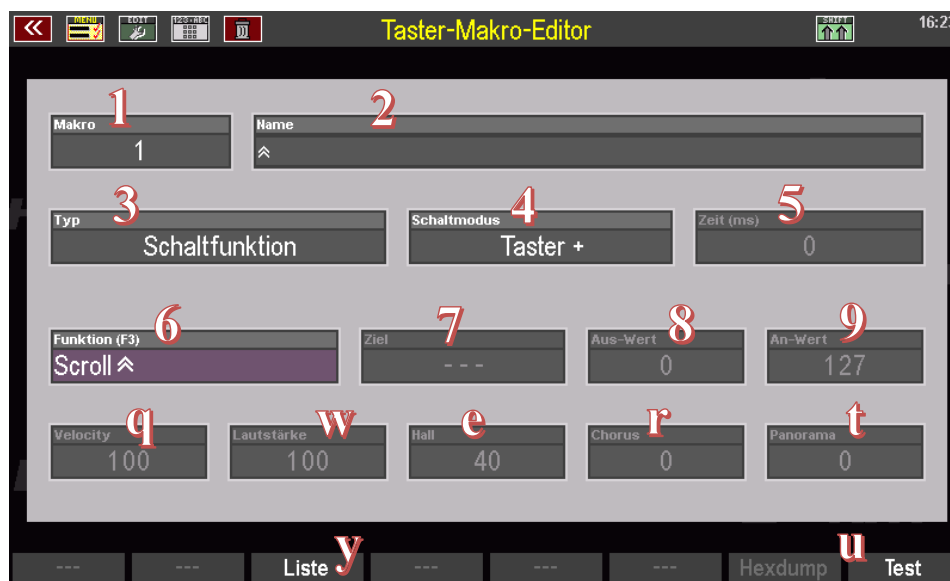 MENU EDIT 123·ABC Taster-Makro-Editor SHIFT 16:2
1 2
Makro Name
1
3 4 5
Typ Schaltmodus Zeit (ms)
Schaltfunktion Taster + 0
6 7 8 9
Funktion (F3) Ziel Aus-Wert An-Wert
Scroll --- 0 127
q w e r t
Velocity Lautstärke Hall Chorus Panorama
100 100 40 0 0
y u
--- --- Liste --- --- --- Hexdump Test